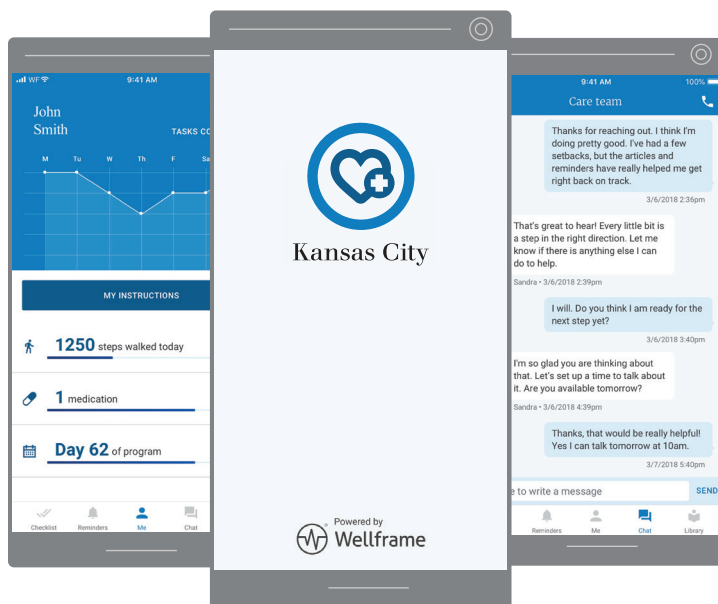 WF
9:41 AM
John
Smith
TASKS CO
M Tu W Th F Sa
MY INSTRUCTIONS
1250 steps walked today
1 medication
Day 62 of program
Checklist Reminders Me Chat
Kansas City
Powered by
Wellframe
9:41 AM 100%
Care team
Thanks for reaching out. I think I'm
doing pretty good. I've had a few
setbacks, but the articles and
reminders have really helped me get
right back on track.
3/6/2018 2:36pm
That's great to hear! Every little bit is
a step in the right direction. Let me
know if there is anything else I can
do to help.
Sandra • 3/6/2018 2:39pm
I will. Do you think I am ready for the
next step yet?
3/6/2018 3:40pm
I'm so glad you are thinking about
that. Let's set up a time to talk about
it. Are you available tomorrow?
Sandra • 3/6/2018 4:39pm
Thanks, that would be really helpful!
Yes I can talk tomorrow at 10am.
3/7/2018 5:40pm
e to write a message SEND
Reminders Me Chat Library